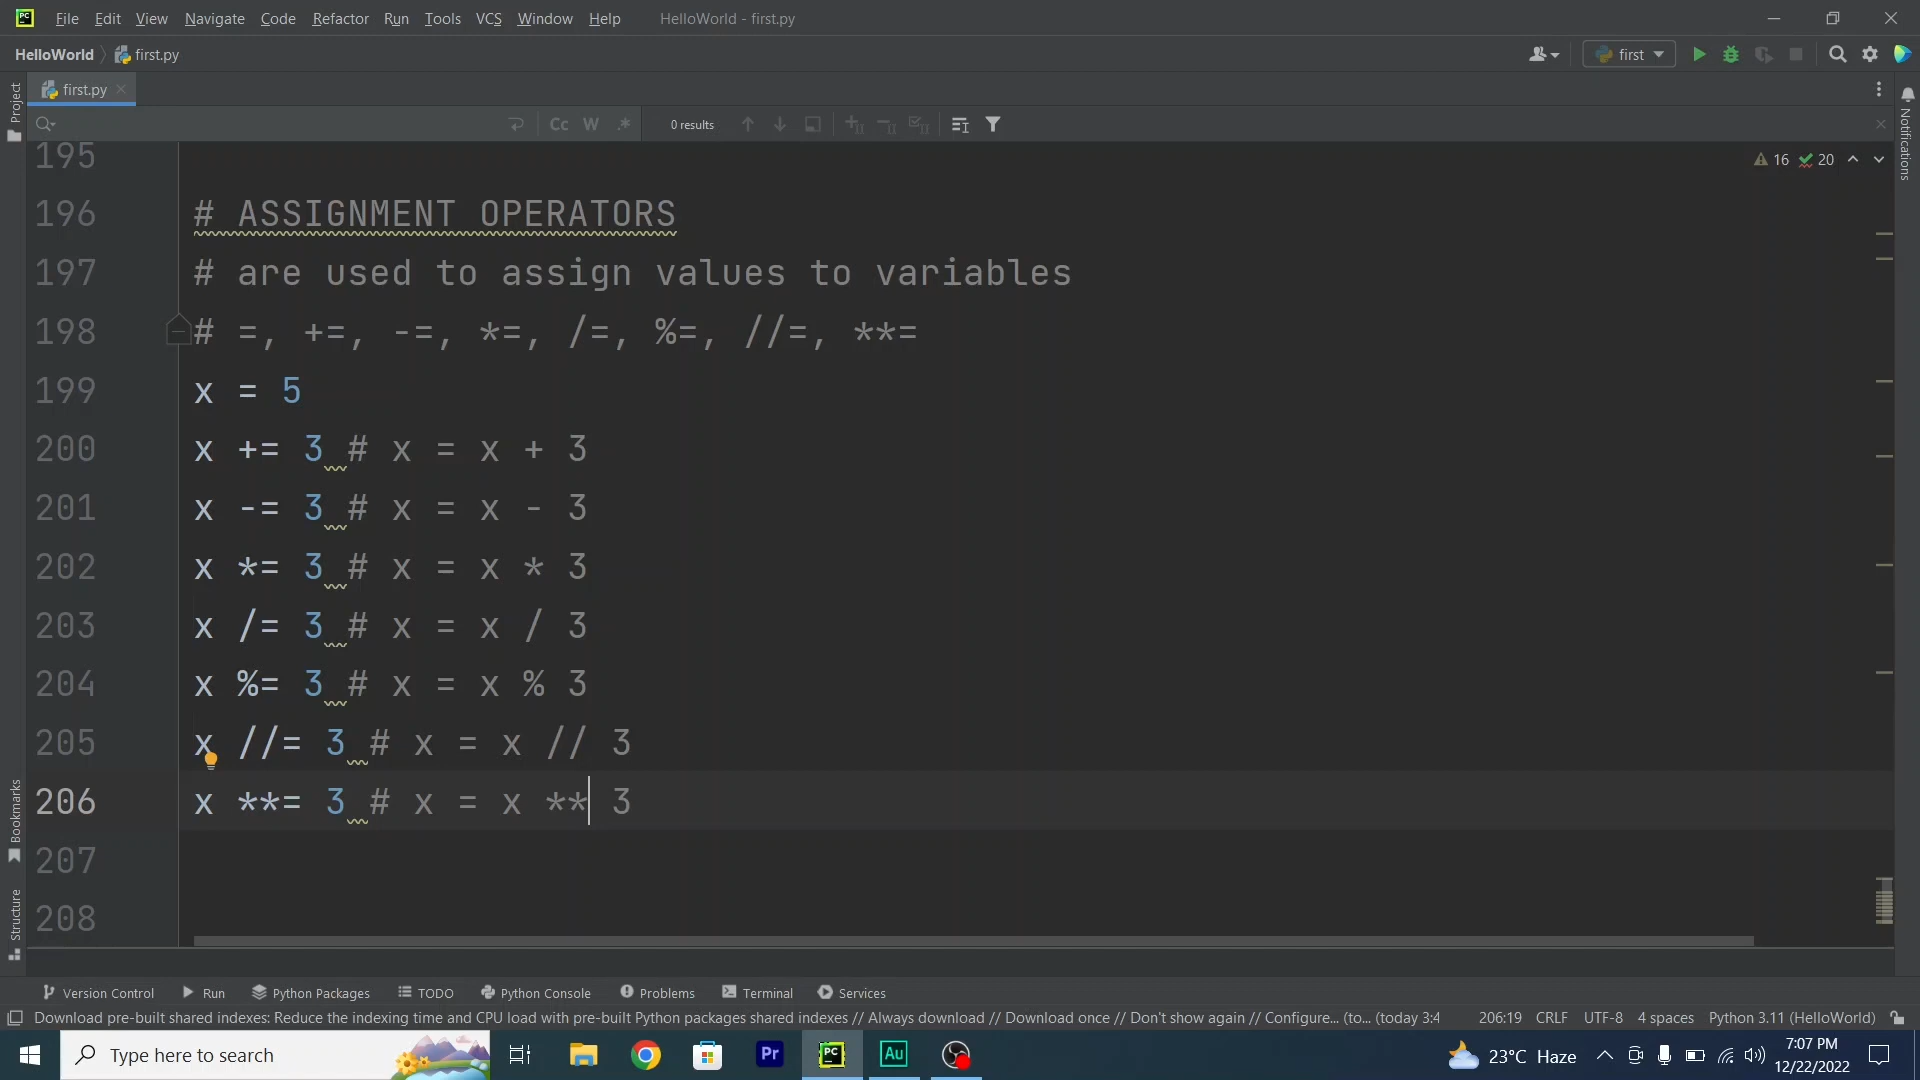 PC File Edit View Navigate Code Refactor Run Tools VCS Window Help HelloWorld - first.py
HelloWorld first.py first
Project
first.py
Cc W .* 0 results
Notifications
195 16 20
196 # ASSIGNMENT OPERATORS
197 # are used to assign values to variables
198 # =, +=, -=, *=, /=, %=, //=, **=
199 x = 5
200 x += 3 # x = x + 3
201 x -= 3 # x = x - 3
202 x *= 3 # x = x * 3
203 x /= 3 # x = x / 3
204 x %= 3 # x = x % 3
205 x //= 3 # x = x // 3
206 x **= 3 # x = x ** 3
207
208
Bookmarks
Structure
Version Control Run Python Packages TODO Python Console Problems Terminal Services
Download pre-built shared indexes: Reduce the indexing time and CPU load with pre-built Python packages shared indexes // Always download // Download once // Don't show again // Configure... (to... (today 3:4 206:19 CRLF UTF-8 4 spaces Python 3.11 (HelloWorld)
Type here to search Pr PC Au 23°C Haze 7:07 PM
12/22/2022